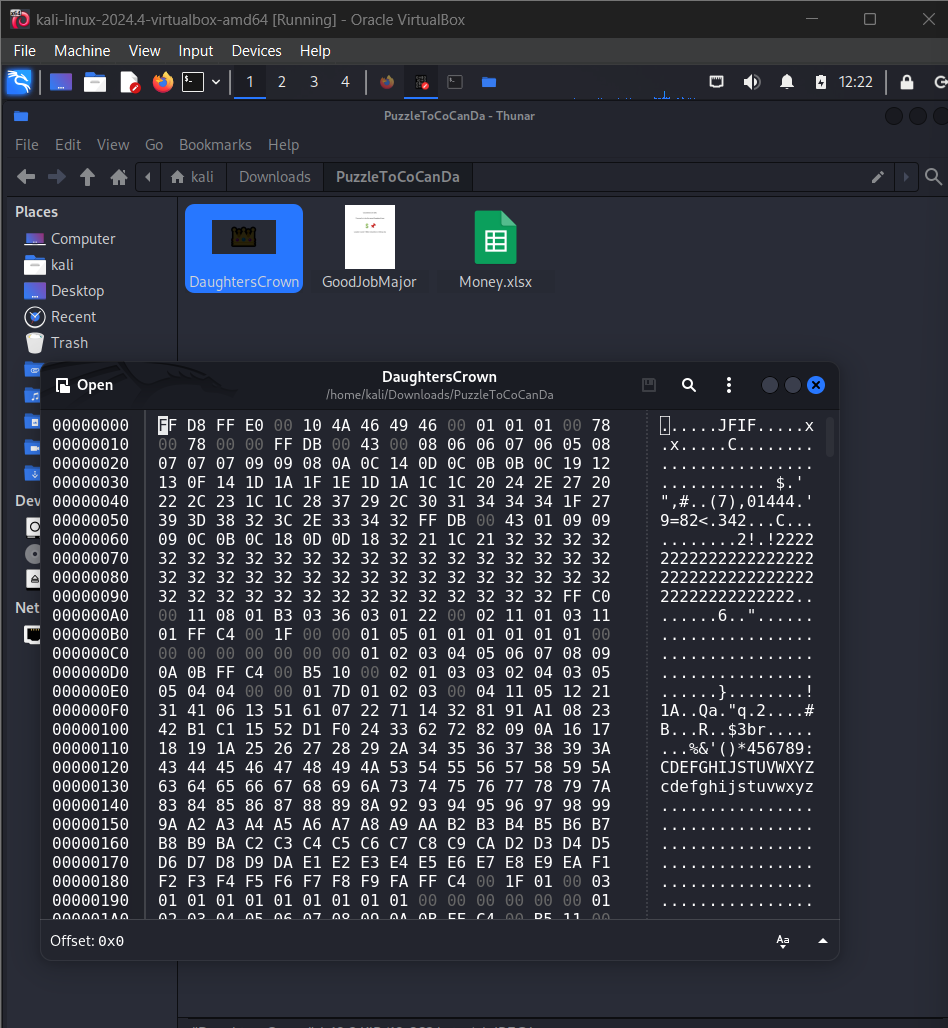 kali-linux-2024.4-virtualbox-amd64 [Running] - Oracle VirtualBox
File Machine View Input Devices Help
1 2 3 4 12:22
PuzzleToCoCanDa - Thunar
File Edit View Go Bookmarks Help
kali Downloads PuzzleToCoCanDa
Places
Computer
kali
Desktop
Recent
Trash
DaughtersCrown GoodJobMajor Money.xlsx
Dev
Net
Open DaughtersCrown
/home/kali/Downloads/PuzzleToCoCanDa
00000000 FF D8 FF E0 00 10 4A 46 49 46 00 01 01 01 00 78 ......JFIF.....x
00000010 00 78 00 00 FF DB 00 43 00 08 06 06 07 06 05 08 .x.....C........
00000020 07 07 07 09 09 08 0A 0C 14 0D 0C 0B 0B 0C 19 12 ................
00000030 13 0F 14 1D 1A 1F 1E 1D 1A 1C 1C 20 24 2E 27 20 ........... $.'
00000040 22 2C 23 1C 1C 28 37 29 2C 30 31 34 34 34 1F 27 ",#..(7),01444.'
00000050 39 3D 38 32 3C 2E 33 34 32 FF DB 00 43 01 09 09 9=82<.342...C...
00000060 09 0C 0B 0C 18 0D 0D 18 32 21 1C 21 32 32 32 32 ........2!.!2222
00000070 32 32 32 32 32 32 32 32 32 32 32 32 32 32 32 32 2222222222222222
00000080 32 32 32 32 32 32 32 32 32 32 32 32 32 32 32 32 2222222222222222
00000090 32 32 32 32 32 32 32 32 32 32 32 32 32 32 FF C0 22222222222222..
000000A0 00 11 08 01 B3 03 36 03 01 22 00 02 11 01 03 11 ......6.."......
000000B0 01 FF C4 00 1F 00 00 01 05 01 01 01 01 01 01 00 ................
000000C0 00 00 00 00 00 00 00 01 02 03 04 05 06 07 08 09 ................
000000D0 0A 0B FF C4 00 B5 10 00 02 01 03 03 02 04 03 05 ................
000000E0 05 04 04 00 00 01 7D 01 02 03 00 04 11 05 12 21 ......}........!
000000F0 31 41 06 13 51 61 07 22 71 14 32 81 91 A1 08 23 1A..Qa."q.2....#
00000100 42 B1 C1 15 52 D1 F0 24 33 62 72 82 09 0A 16 17 B...R..$3br.....
00000110 18 19 1A 25 26 27 28 29 2A 34 35 36 37 38 39 3A ...%&'()*456789:
00000120 43 44 45 46 47 48 49 4A 53 54 55 56 57 58 59 5A CDEFGHIJSTUVWXYZ
00000130 63 64 65 66 67 68 69 6A 73 74 75 76 77 78 79 7A cdefghijstuvwxyz
00000140 83 84 85 86 87 88 89 8A 92 93 94 95 96 97 98 99 ................
00000150 9A A2 A3 A4 A5 A6 A7 A8 A9 AA B2 B3 B4 B5 B6 B7 ................
00000160 B8 B9 BA C2 C3 C4 C5 C6 C7 C8 C9 CA D2 D3 D4 D5 ................
00000170 D6 D7 D8 D9 DA E1 E2 E3 E4 E5 E6 E7 E8 E9 EA F1 ................
00000180 F2 F3 F4 F5 F6 F7 F8 F9 FA FF C4 00 1F 01 00 03 ................
00000190 01 01 01 01 01 01 01 01 01 00 00 00 00 00 00 01 ................
Offset: 0x0 Aa